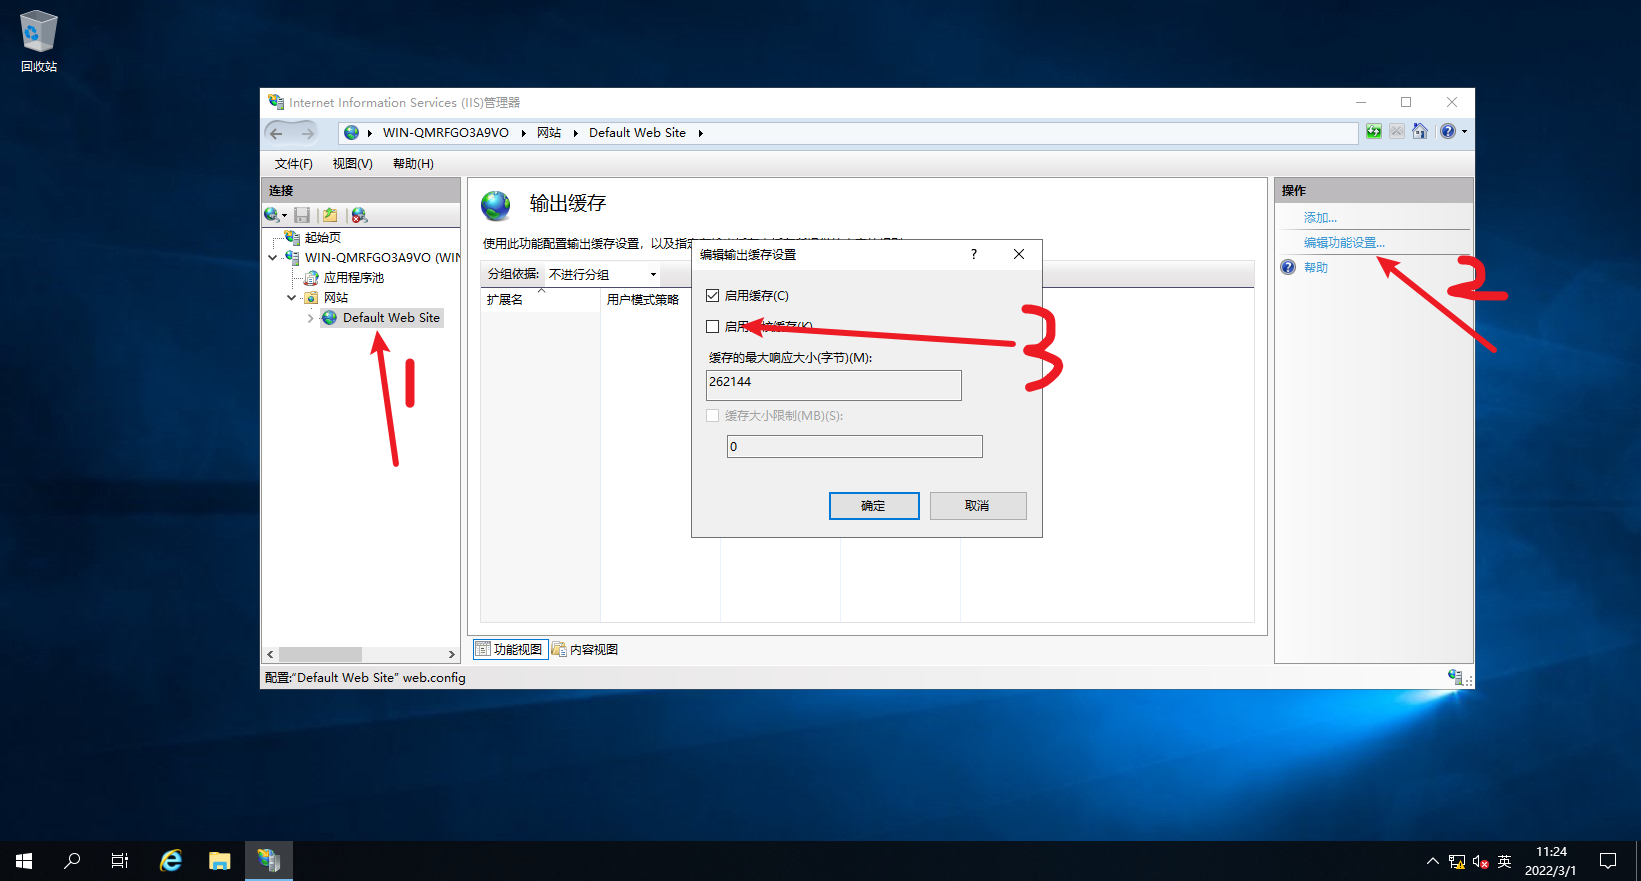 回收站
Internet Information Services (IIS)管理器
WIN-QMRFGO3A9VO
网站
Default Web Site
文件(F)
视图(V)
帮助(H)
连接
起始页
WIN-QMRFGO3A9VO (WIN
应用程序池
网站
Default Web Site
输出缓存
使用此功能配置输出缓存设置，以及指定
分组依据:
不进行分组
扩展名
用户模式策略
编辑输出缓存设置
?
启用缓存(C)
启用 缓存(K)
缓存的最大响应大小(字节)(M):
262144
缓存大小限制(MB)(S):
0
确定
取消
操作
添加...
编辑功能设置...
帮助
1
2
3
功能视图
内容视图
配置:“Default Web Site” web.config
英
11:24
2022/3/1